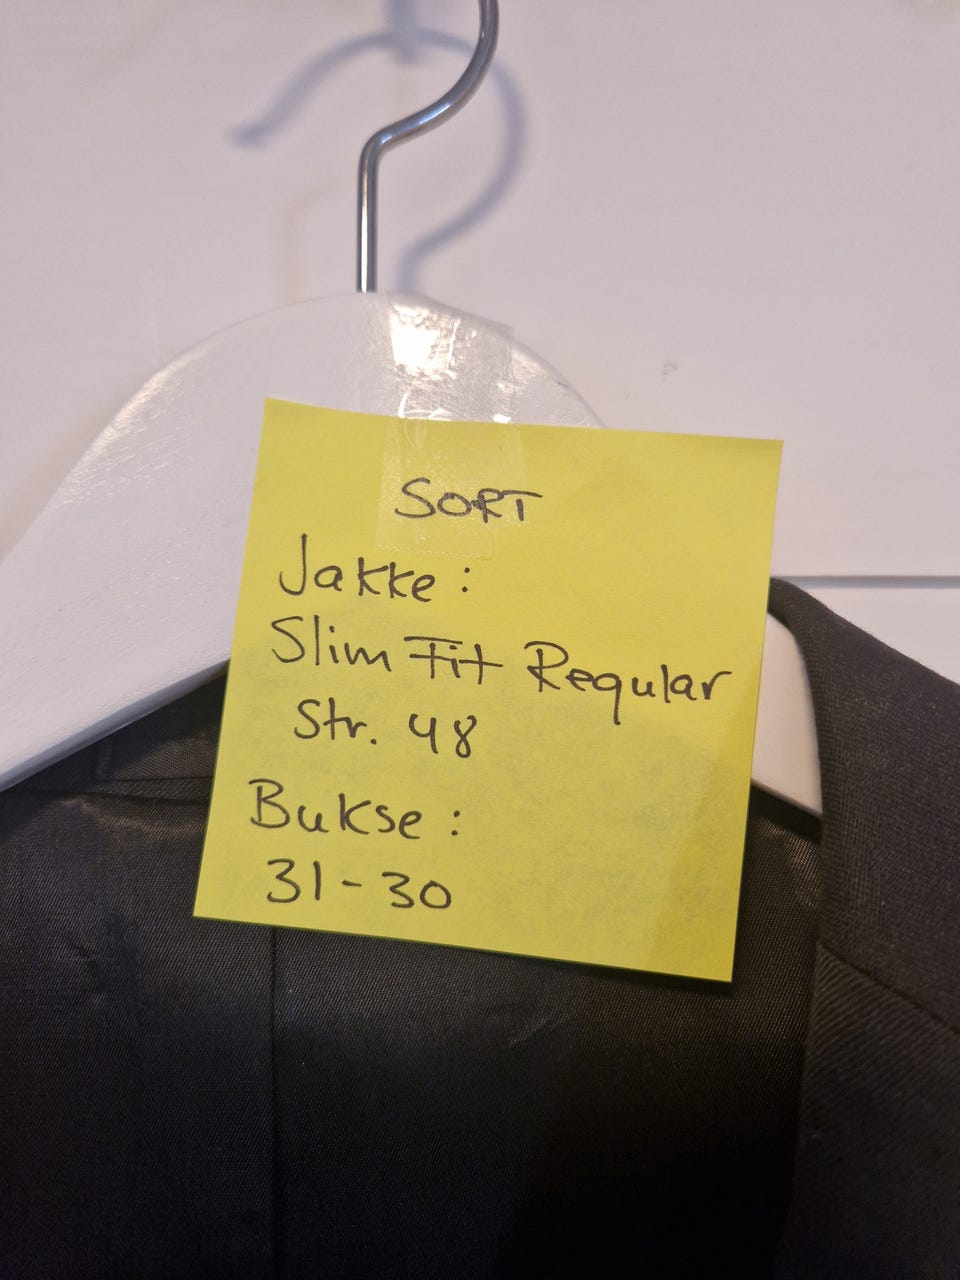 SORT
Jakke:
Slim Fit Regular
Str. 48
Bukse:
31-30